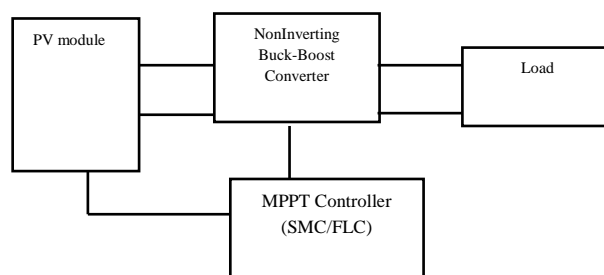 PV module
NonInverting
Buck-Boost
Converter
Load
MPPT Controller
(SMC/FLC)